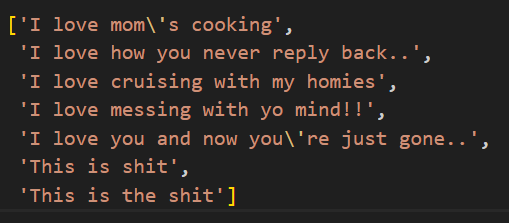 ['I love mom\'s cooking',
'I love how you never reply back..',
'I love cruising with my homies',
'I love messing with yo mind!!',
'I love you and now you\'re just gone..',
'This is shit',
'This is the shit']